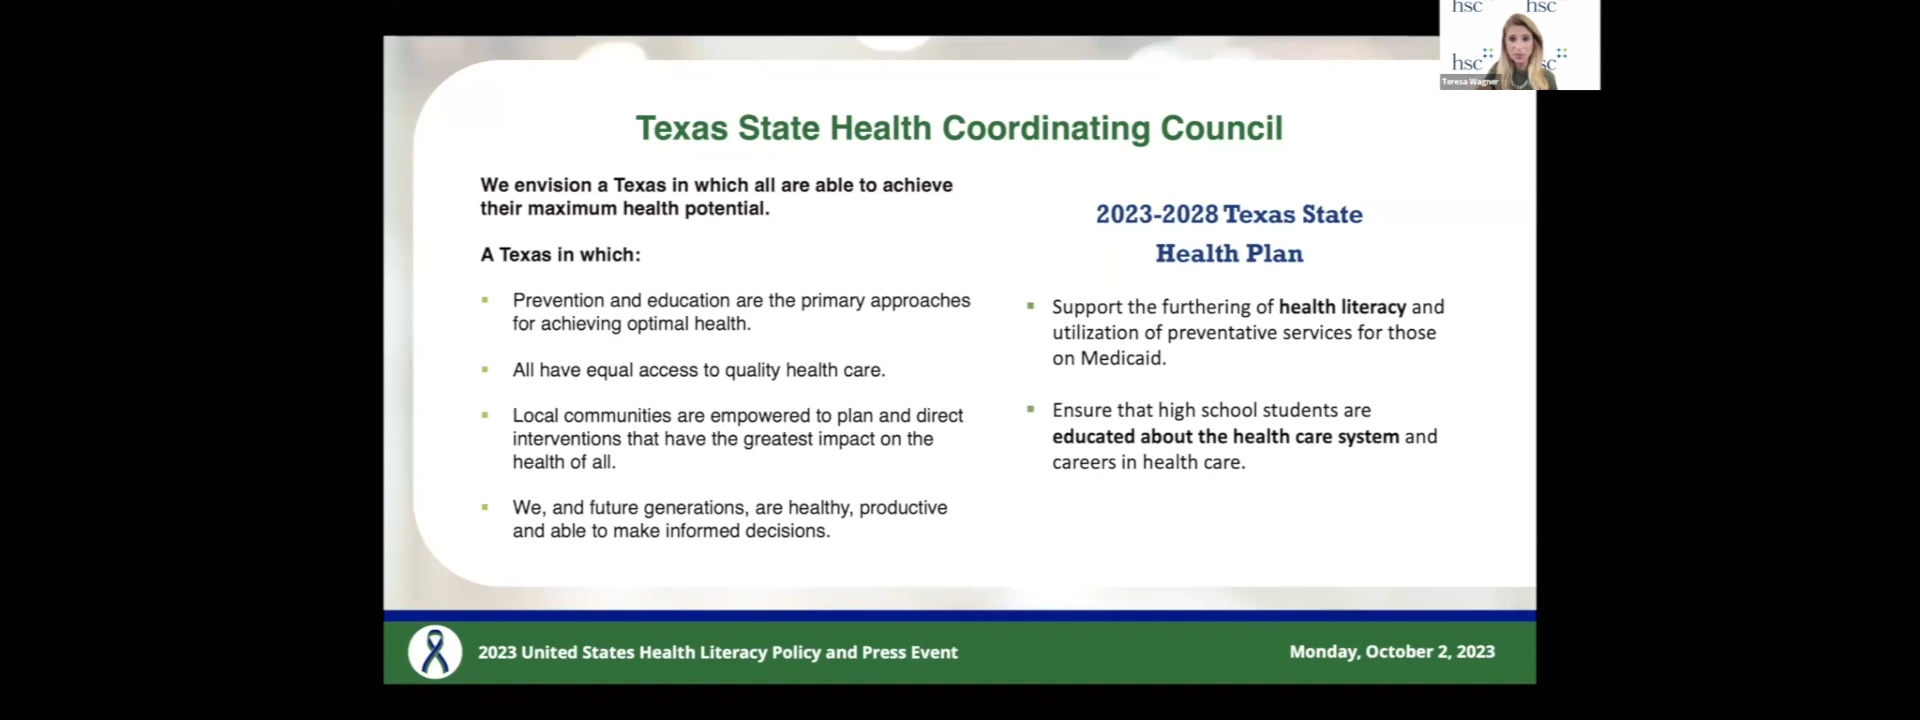 hsc hsc
hsc sc
Teresa Wagner
Texas State Health Coordinating Council
We envision a Texas in which all are able to achieve
their maximum health potential.
A Texas in which:
Prevention and education are the primary approaches
for achieving optimal health.
All have equal access to quality health care.
Local communities are empowered to plan and direct
interventions that have the greatest impact on the
health of all.
We, and future generations, are healthy, productive
and able to make informed decisions.
2023-2028 Texas State
Health Plan
Support the furthering of health literacy and
utilization of preventative services for those
on Medicaid.
Ensure that high school students are
educated about the health care system and
careers in health care.
2023 United States Health Literacy Policy and Press Event
Monday, October 2, 2023